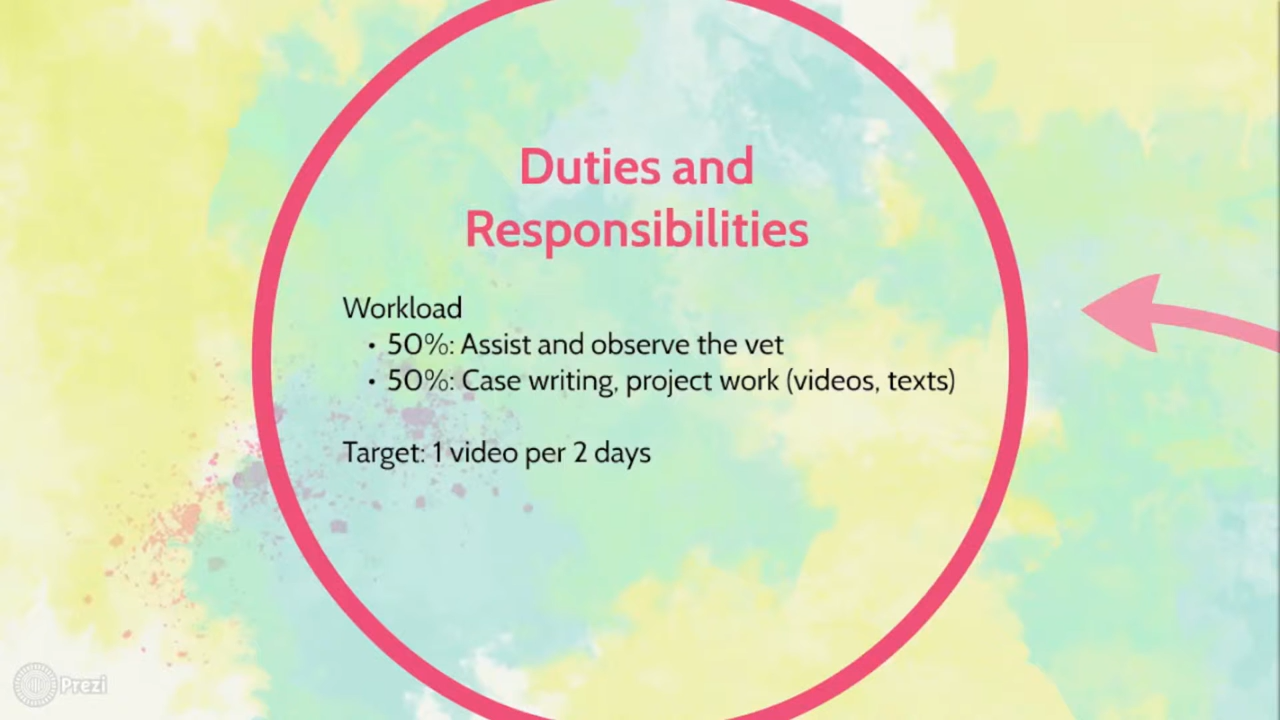 Duties and
Responsibilities
Workload
• 50%: Assist and observe the vet
• 50%: Case writing, project work (videos, texts)
Target: 1 video per 2 days
Prezi